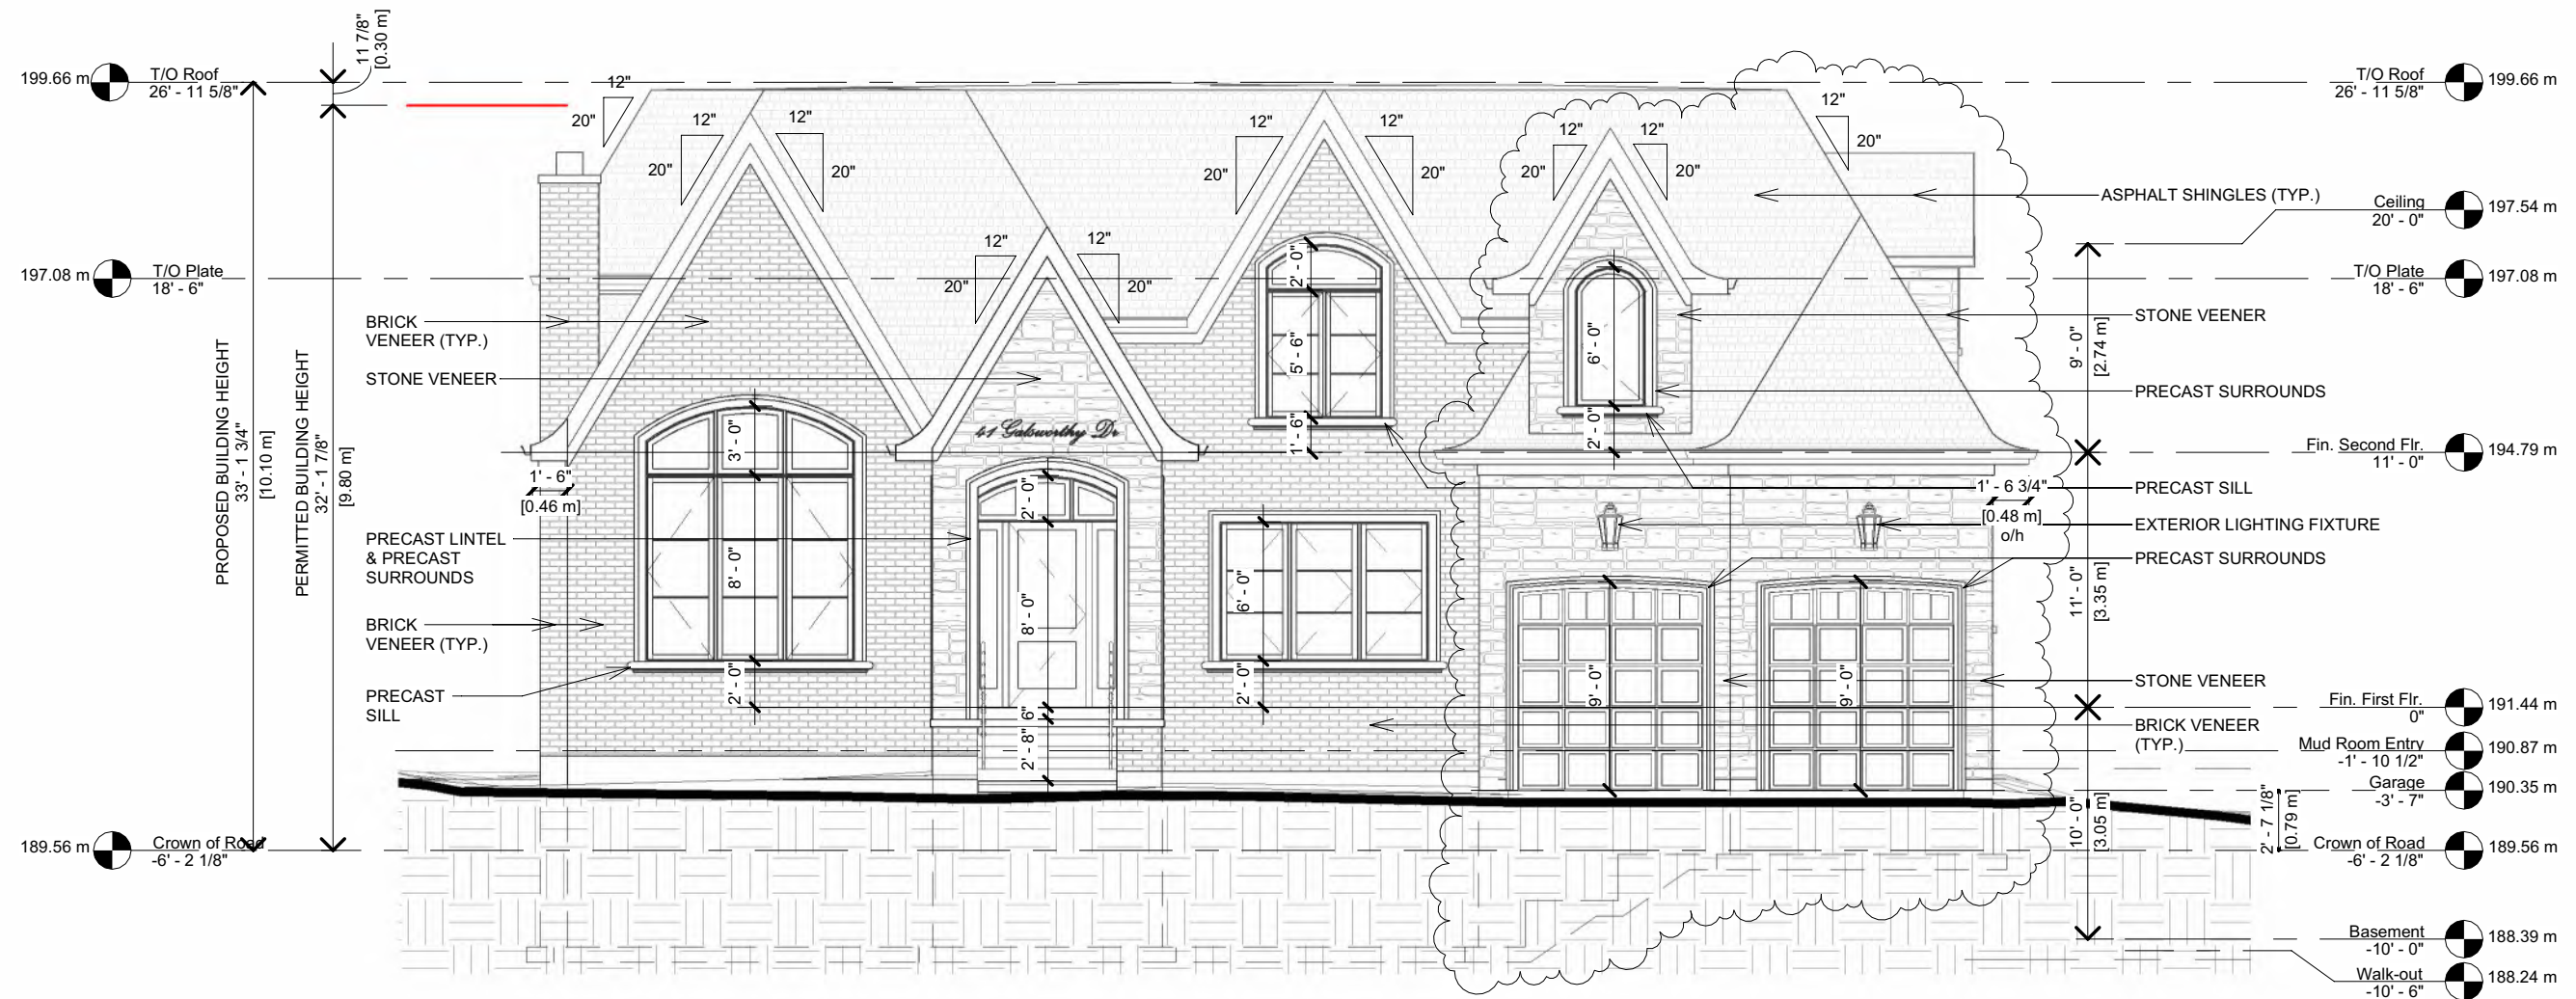 11 7/8"
[0.30 m]
199.66 m
T/O Roof
26' - 11 5/8"
12"
20"
12"
20"
12"
20"
12"
20"
12"
20"
12"
20"
12"
20"
12"
20"
12"
20"
12"
20"
12"
20"
T/O Roof
26' - 11 5/8"
199.66 m
ASPHALT SHINGLES (TYP.)
Ceiling
20' - 0"
197.54 m
197.08 m
T/O Plate
18' - 6"
T/O Plate
18' - 6"
197.08 m
BRICK
VENEER (TYP.)
STONE VENEER
STONE VEENER
PRECAST SURROUNDS
9' - 0"
[2.74 m]
PROPOSED BUILDING HEIGHT
33' - 1 3/4"
[10.10 m]
PERMITTED BUILDING HEIGHT
32' - 1 7/8"
[9.80 m]
2' - 0"
5' - 6"
1' - 6"
6' - 0"
2' - 0"
41 Galsworthy Dr
3' - 0"
8' - 0"
2' - 0"
1' - 6"
[0.46 m]
Fin. Second Flr.
11' - 0"
194.79 m
PRECAST SILL
1' - 6 3/4"
[0.48 m]
o/h
EXTERIOR LIGHTING FIXTURE
PRECAST SURROUNDS
PRECAST LINTEL
& PRECAST
SURROUNDS
2' - 0"
8' - 0"
6"
2' - 8"
6' - 0"
2' - 0"
9' - 0"
9' - 0"
11' - 0"
[3.35 m]
BRICK
VENEER (TYP.)
PRECAST
SILL
STONE VENEER
Fin. First Flr.
0"
191.44 m
BRICK VENEER
(TYP.)
Mud Room Entry
-1' - 10 1/2"
190.87 m
Garage
-3' - 7"
190.35 m
10' - 0"
[3.05 m]
2' - 7 1/8"
[0.79 m]
189.56 m
Crown of Road
-6' - 2 1/8"
Crown of Road
-6' - 2 1/8"
189.56 m
Basement
-10' - 0"
188.39 m
Walk-out
-10' - 6"
188.24 m